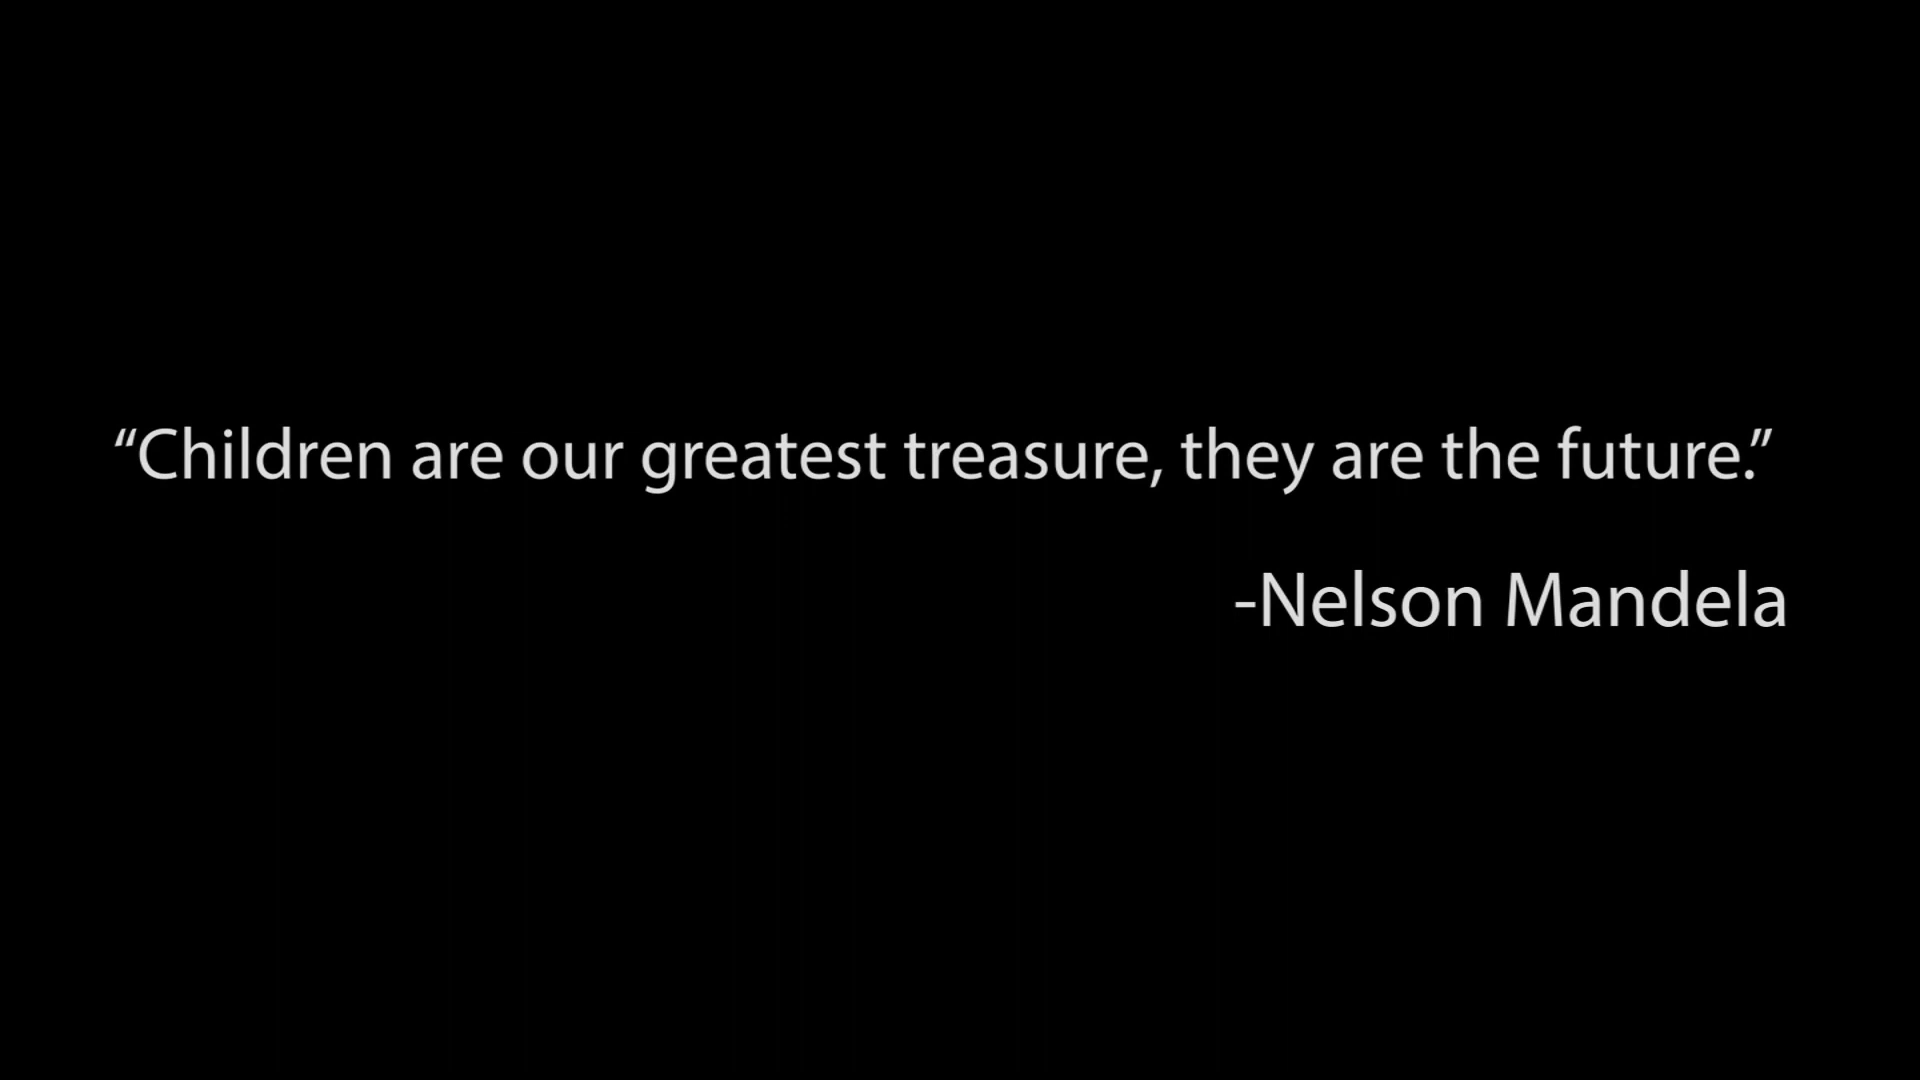 “Children are our greatest treasure, they are the future.”
-Nelson Mandela